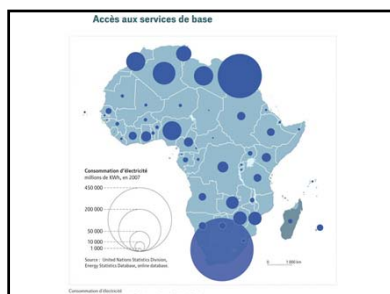 Accès aux services de base
Consommation d'électricité
millions de KWh, en 2007
450 000
200 000
50 000
10 000
1 000
Source : United Nations Statistics Division,
Energy Statistics Database, online database.
0 1 000 km
Consommation d'électricité